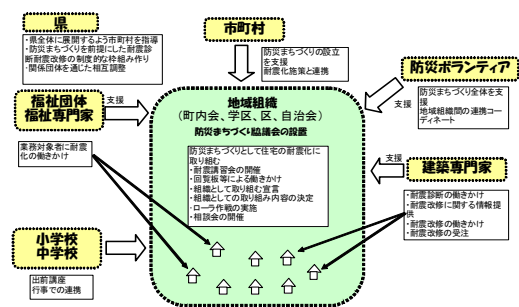 県
・県全体に展開するよう市町村を指導
・防災まちづくりを前提にした耐震診
断耐震改修の制度的な枠組み作り
・関係団体を通じた相互調整
市町村
防災まちづくりの設立
を支援
耐震化施策と連携
防災ボランティア
防災まちづくり全体を支
援
地域組織間の連携コー
ディネート
支援
福祉団体
福祉専門家
支援
業務対象者に耐震
化の働きかけ
地域組織
(町内会、学区、区、自治会)
防災まちづくり協議会の設置
防災まちづくりとして住宅の耐震化に
取り組む
・耐震講習会の開催
・回覧板等による働きかけ
・組織として取り組む宣言
・組織としての取り組み内容の決定
・ローラ作戦の実施
・相談会の開催
支援
建築専門家
・耐震診断の働きかけ
・耐震改修に関する情報提
供
・耐震改修の働きかけ
・耐震改修の受注
小学校
中学校
出前講座
行事での連携